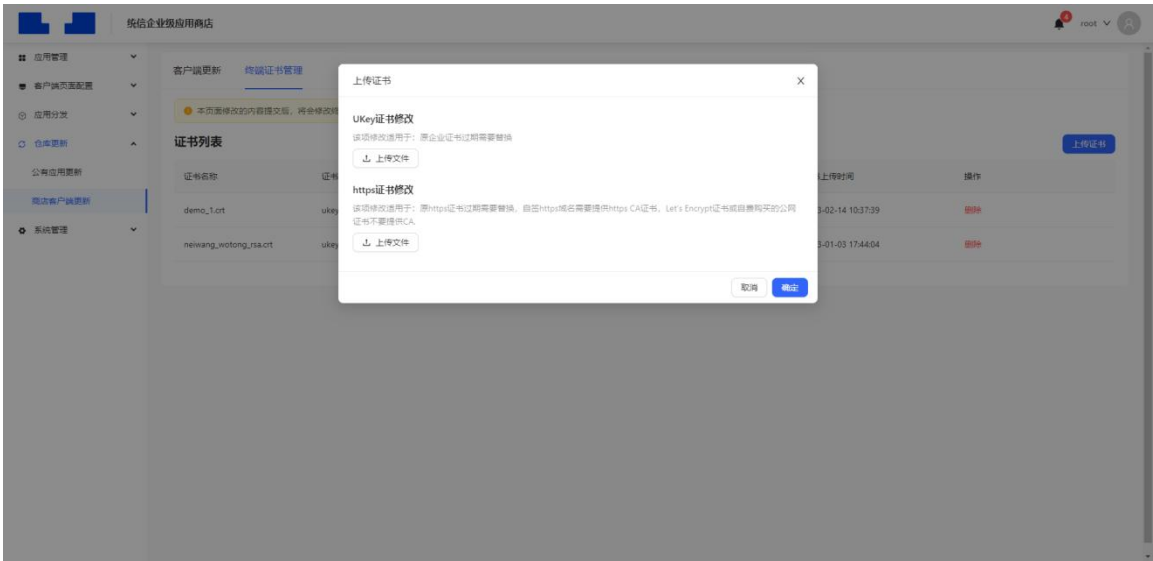 统信企业级应用商店
4
root
应用管理
客户端页面配置
应用分发
仓库更新
公有应用更新
商店客户端更新
系统管理
客户端更新 终端证书管理
本页面修改的内容提交后，将会修改终
证书列表
上传证书
证书名称 证书 上传时间 操作
demo_1.crt ukey 3-02-14 10:37:39 删除
neiwang_wotong_rsa.crt ukey 3-01-03 17:44:04 删除
上传证书
X
UKey证书修改
该项修改适用于：原企业证书过期需要替换
上传文件
https证书修改
该项修改适用于：原https证书过期需要替换，自签https域名需要提供https CA证书，Let's Encrypt证书或自费购买的公网
证书不要提供CA.
上传文件
取消 确定